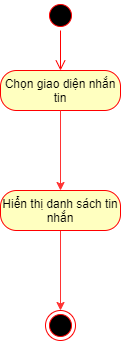 Chọn giao diện nhắn
tin
Hiển thị danh sách tin
nhắn